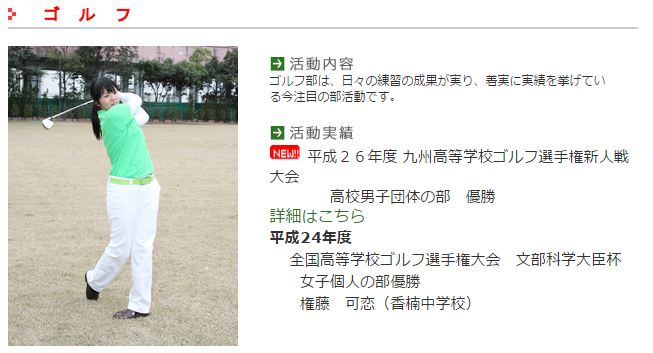 ゴ ル フ
活動内容
ゴルフ部は、日々の練習の成果が実り、着実に実績を挙げてい
る今注目の部活動です。
活動実績
NEW!! 平成２６年度 九州高等学校ゴルフ選手権新人戦
大会
高校男子団体の部　優勝
詳細はこちら
平成24年度
全国高等学校ゴルフ選手権大会　文部科学大臣杯
女子個人の部優勝
権藤　可恋（香楠中学校）